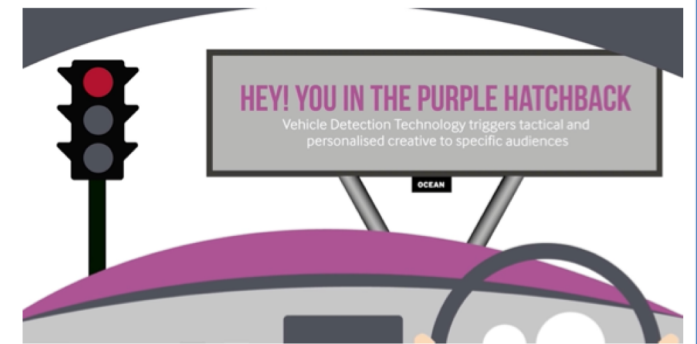 HEY! YOU IN THE PURPLE HATCHBACK
Vehicle Detection Technology triggers tactical and
personalised creative to specific audiences
OCEAN